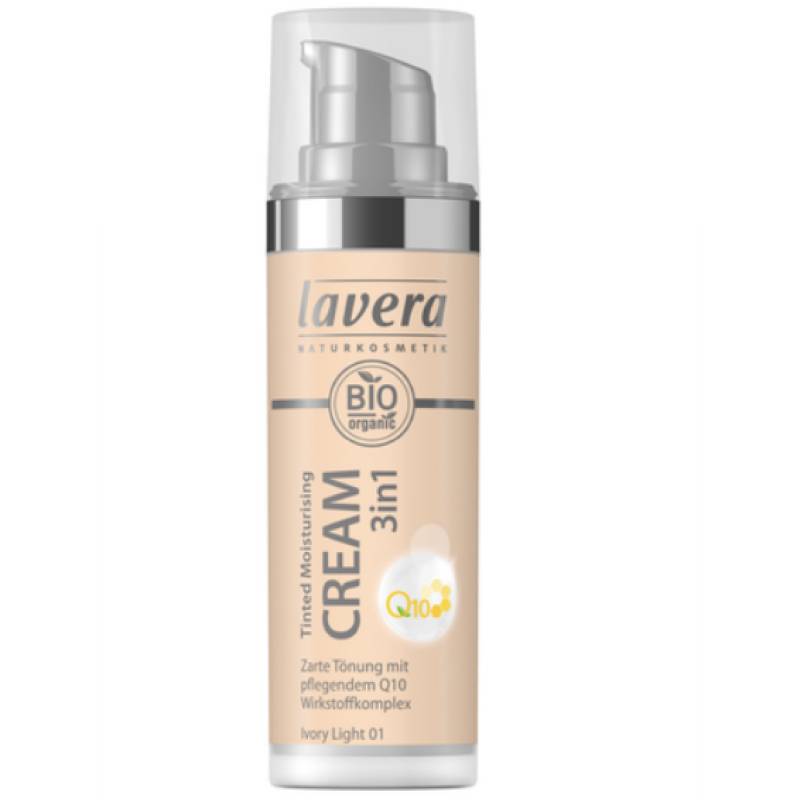 lavera
NATURKOSMETIK
BIO
organic
Tinted Moisturising
CREAM
3in1
Q10
Zarte Tönung mit
pflegendem Q10
Wirkstoffkomplex
Ivory Light 01